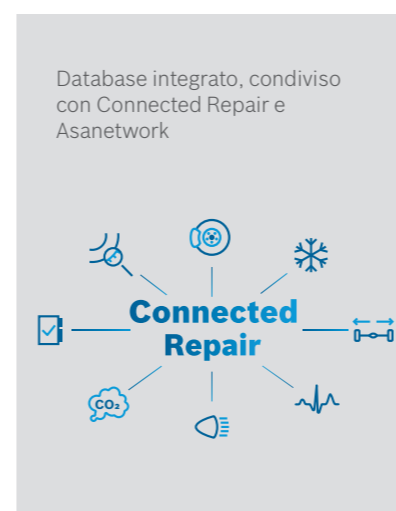 Database integrato, condiviso
con Connected Repair e
Asanetwork
Connected
Repair
CO₂